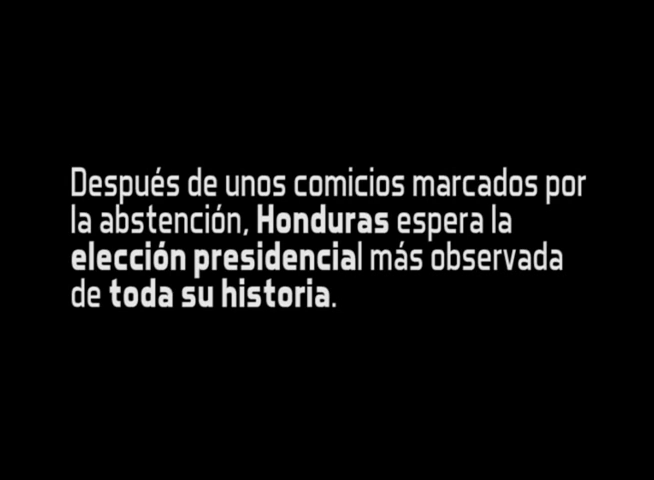 Después de unos comicios marcados por
la abstención, Honduras espera la
elección presidencial más observada
de toda su historia.